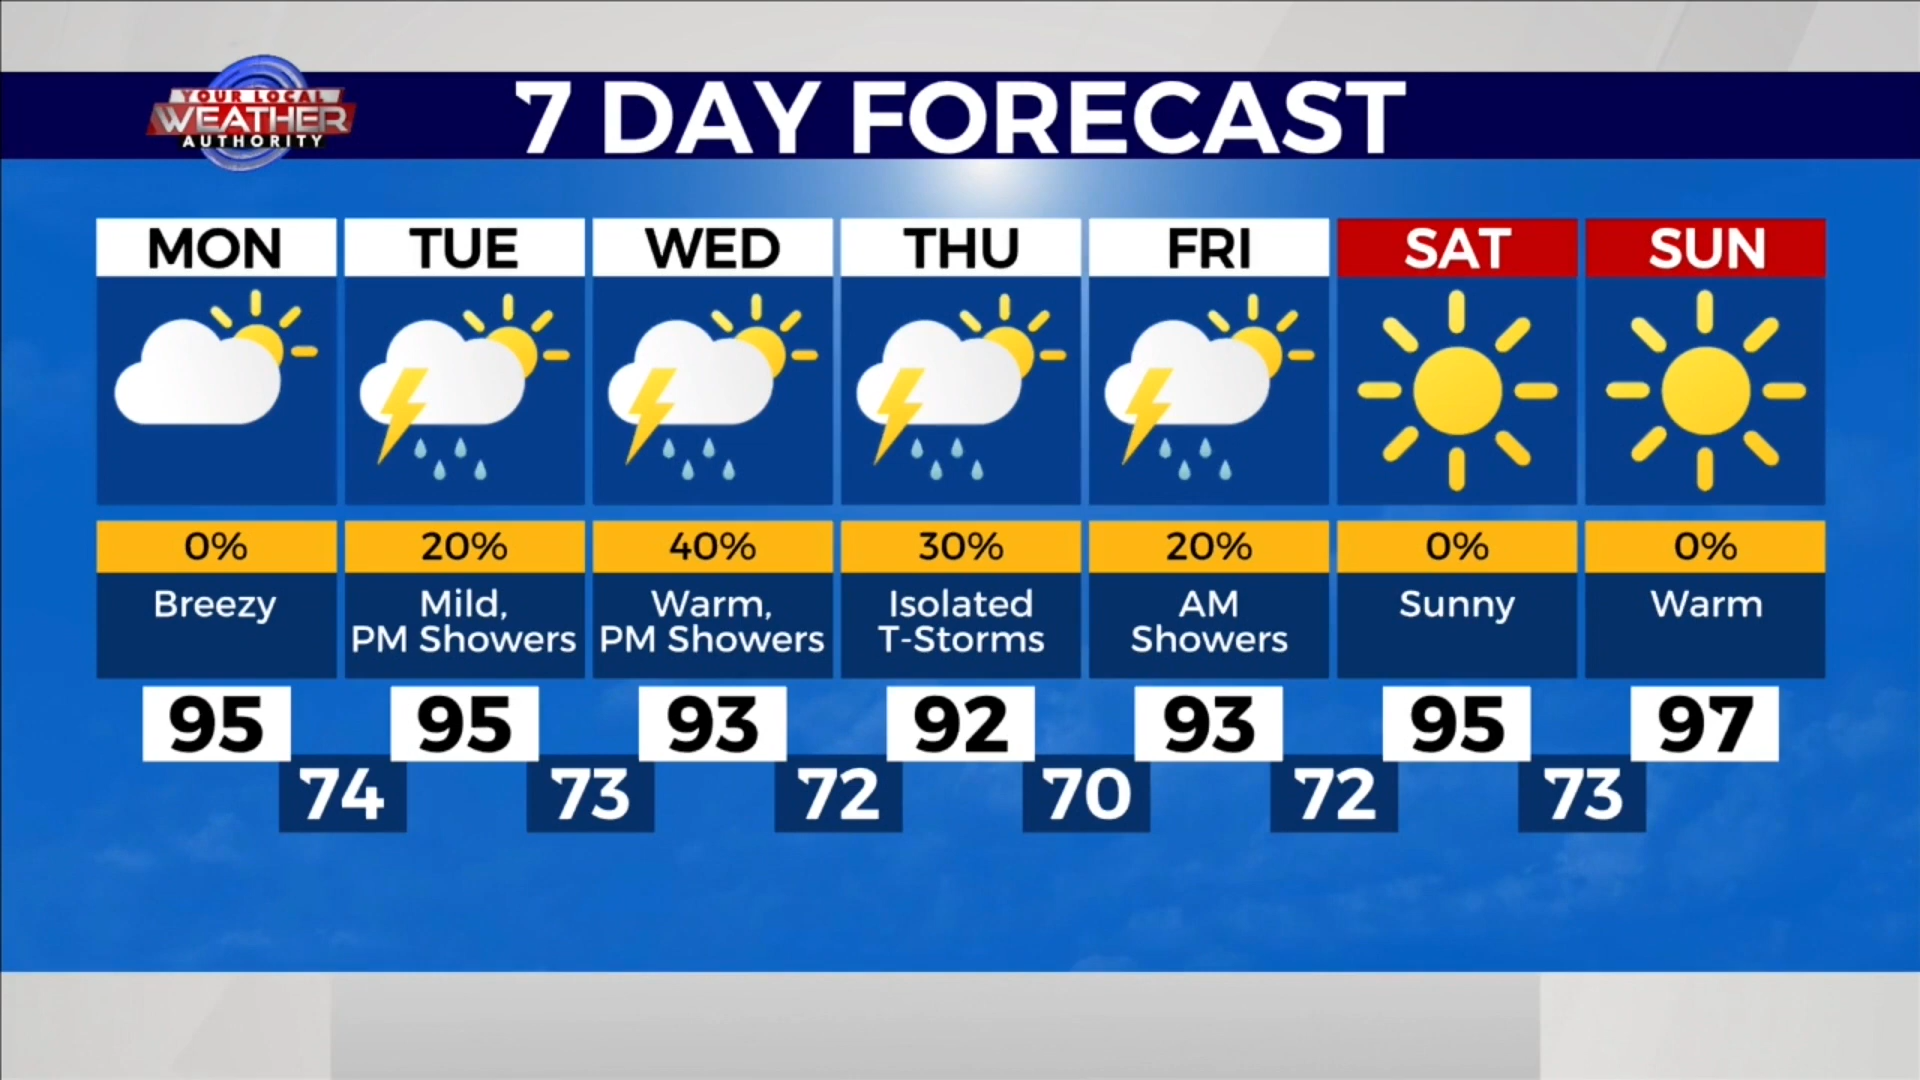 YOUR LOCAL
WEATHER
AUTHORITY
7 DAY FORECAST
MON TUE WED THU FRI SAT SUN
0% 20% 40% 30% 20% 0% 0%
Breezy Mild, Warm, Isolated AM Sunny Warm
PM Showers PM Showers T-Storms Showers
95 95 93 92 93 95 97
74 73 72 70 72 73